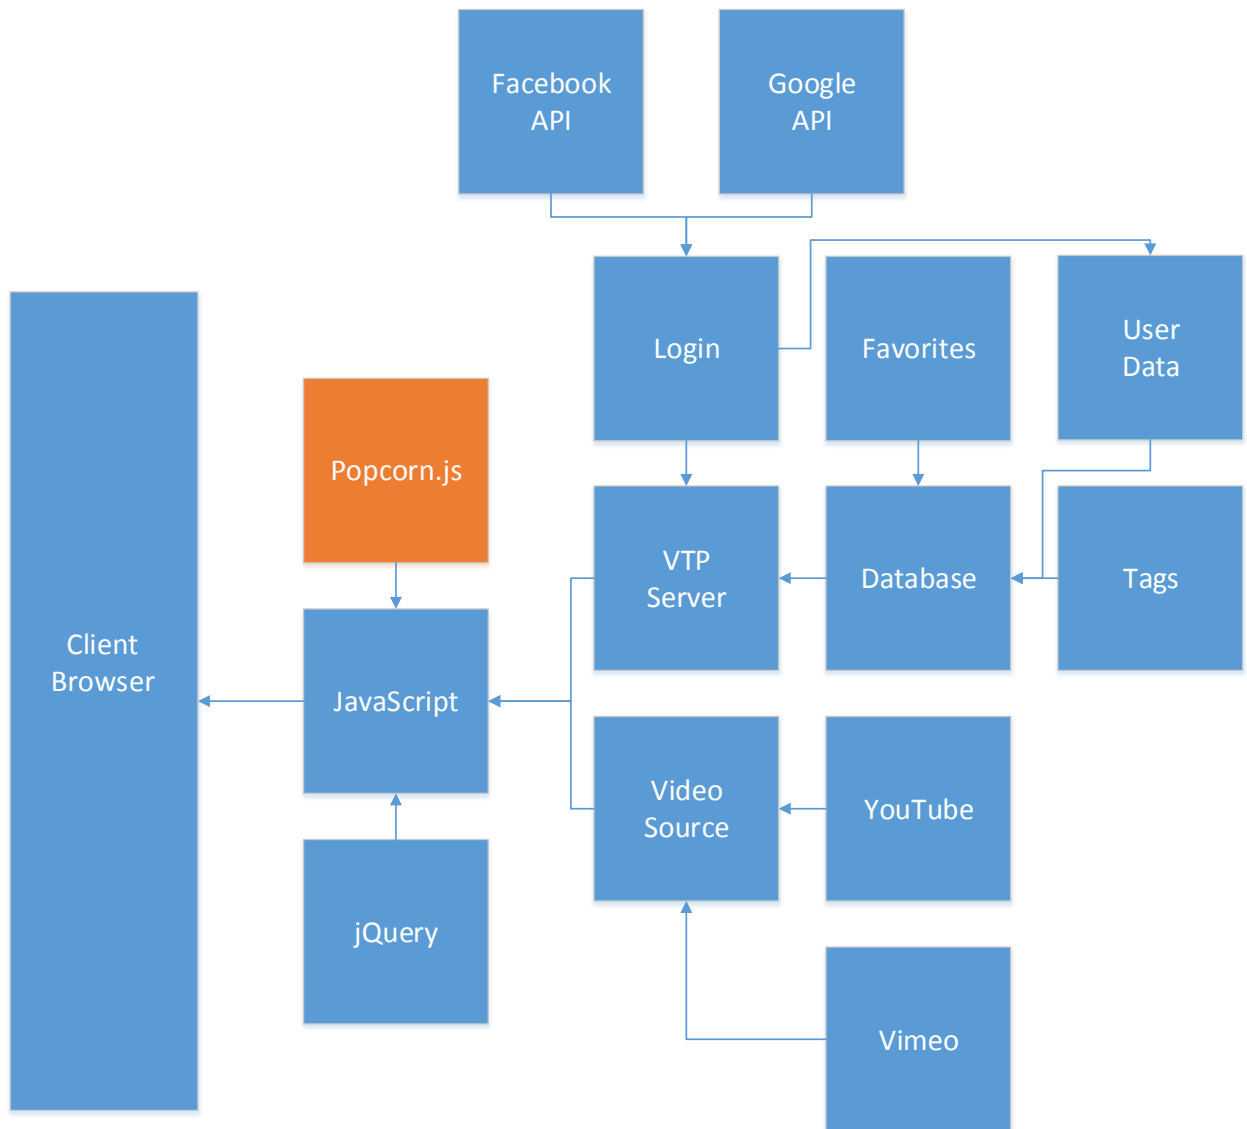 Facebook
API
Google
API
Login
Favorites
User
Data
Popcorn.js
VTP
Server
Database
Tags
Client
Browser
JavaScript
Video
Source
YouTube
jQuery
Vimeo